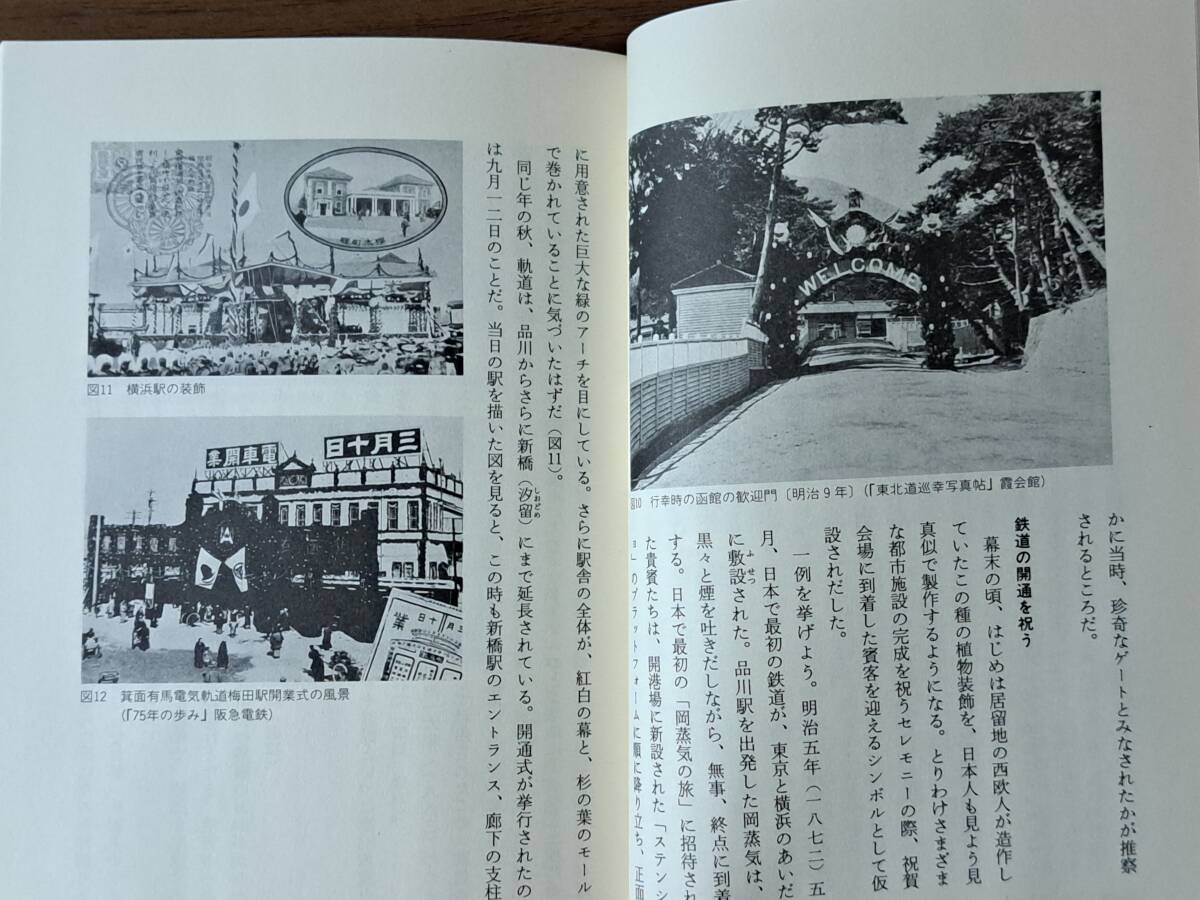 WELCOME
図10　行幸時の函館の歓迎門〔明治９年〕（『東北道巡幸写真帖』霞会館）
かに当時、珍奇なゲートとみなされたかが推察
されるところだ。
鉄道の開通を祝う
幕末の頃、はじめは居留地の西欧人が造作し
ていたこの種の植物装飾を、日本人も見よう見
真似で製作するようになる。とりわけさまざま
な都市施設の完成を祝うセレモニーの際、祝賀
会場に到着した賓客を迎えるシンボルとして仮
設されだした。
一例を挙げよう。明治五年（一八七二）五
月、日本で最初の鉄道が、東京と横浜のあいだ
に敷設された。品川駅を出発した岡蒸気は、
ふせつ
黒々と煙を吐きだしながら、無事、終点に到着
する。日本で最初の「岡蒸気の旅」に招待され
た貴賓たちは、開港場に新設された「ステンシ
ョ」のプラットフォームに順に降り立ち、正面
に用意された巨大な緑のアーチを目にしている。さらに駅舎の全体が、紅白の幕と、杉の葉のモール
で巻かれていることに気づいたはずだ（図11）。
同じ年の秋、軌道は、品川からさらに新橋（汐留）にまで延長されている。開通式が挙行されたの
しおどめ
は九月一二日のことだ。当日の駅を描いた図を見ると、この時も新橋駅のエントランス、廊下の支柱
図11　横浜駅の装飾
三月十日
電車開業
図12　箕面有馬電気軌道梅田駅開業式の風景
（『75年の歩み』阪急電鉄）